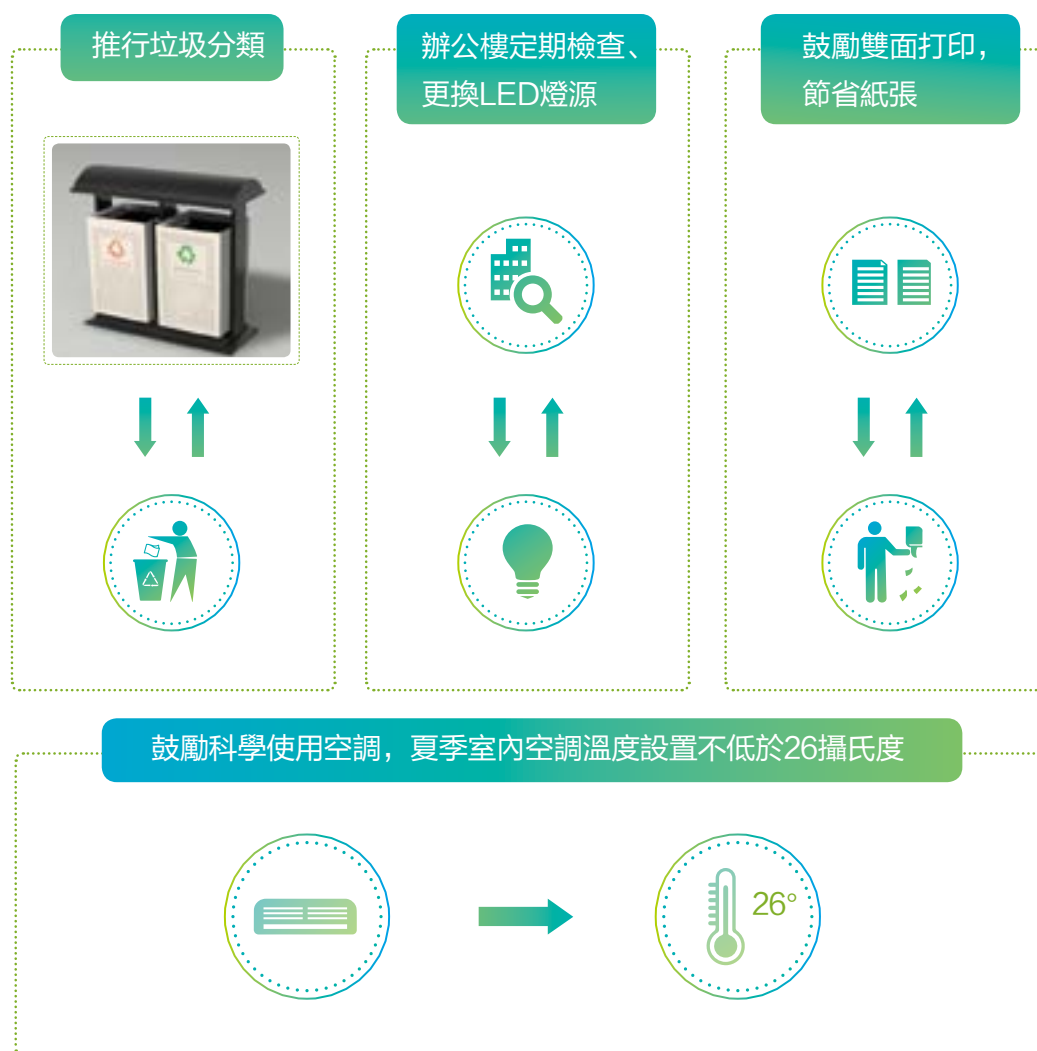 推行垃圾分類
辦公樓定期檢查、
更換LED燈源
鼓勵雙面打印，
節省紙張
鼓勵科學使用空調，夏季室內空調溫度設置不低於26攝氏度
26°